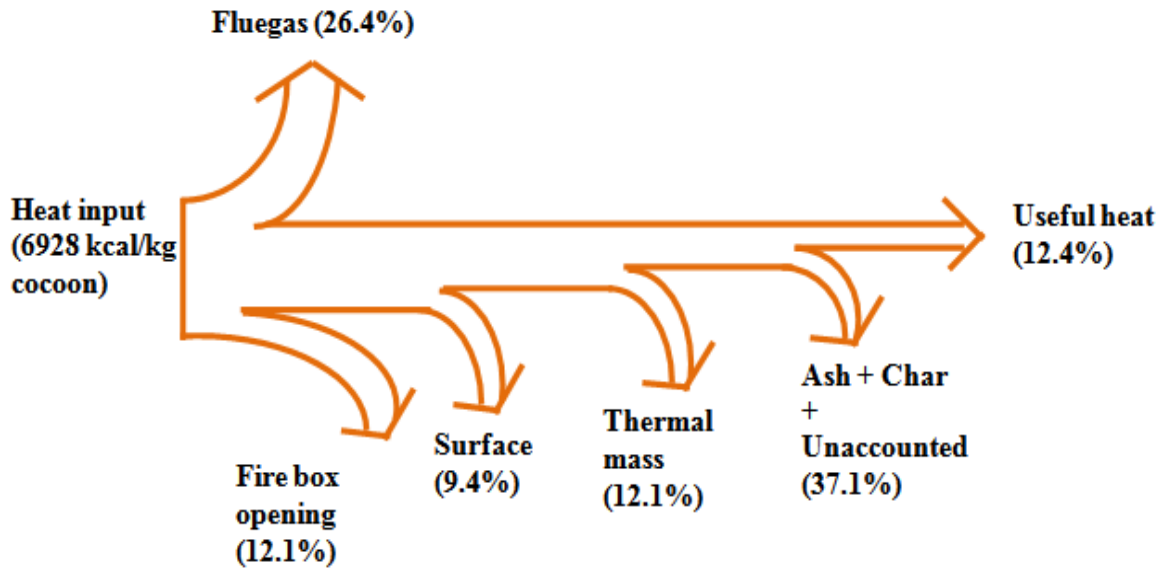 Fluegas (26.4%)
Heat input
(6928 kcal/kg
cocoon)
Useful heat
(12.4%)
Fire box
opening
(12.1%)
Surface
(9.4%)
Thermal
mass
(12.1%)
Ash + Char
+
Unaccounted
(37.1%)